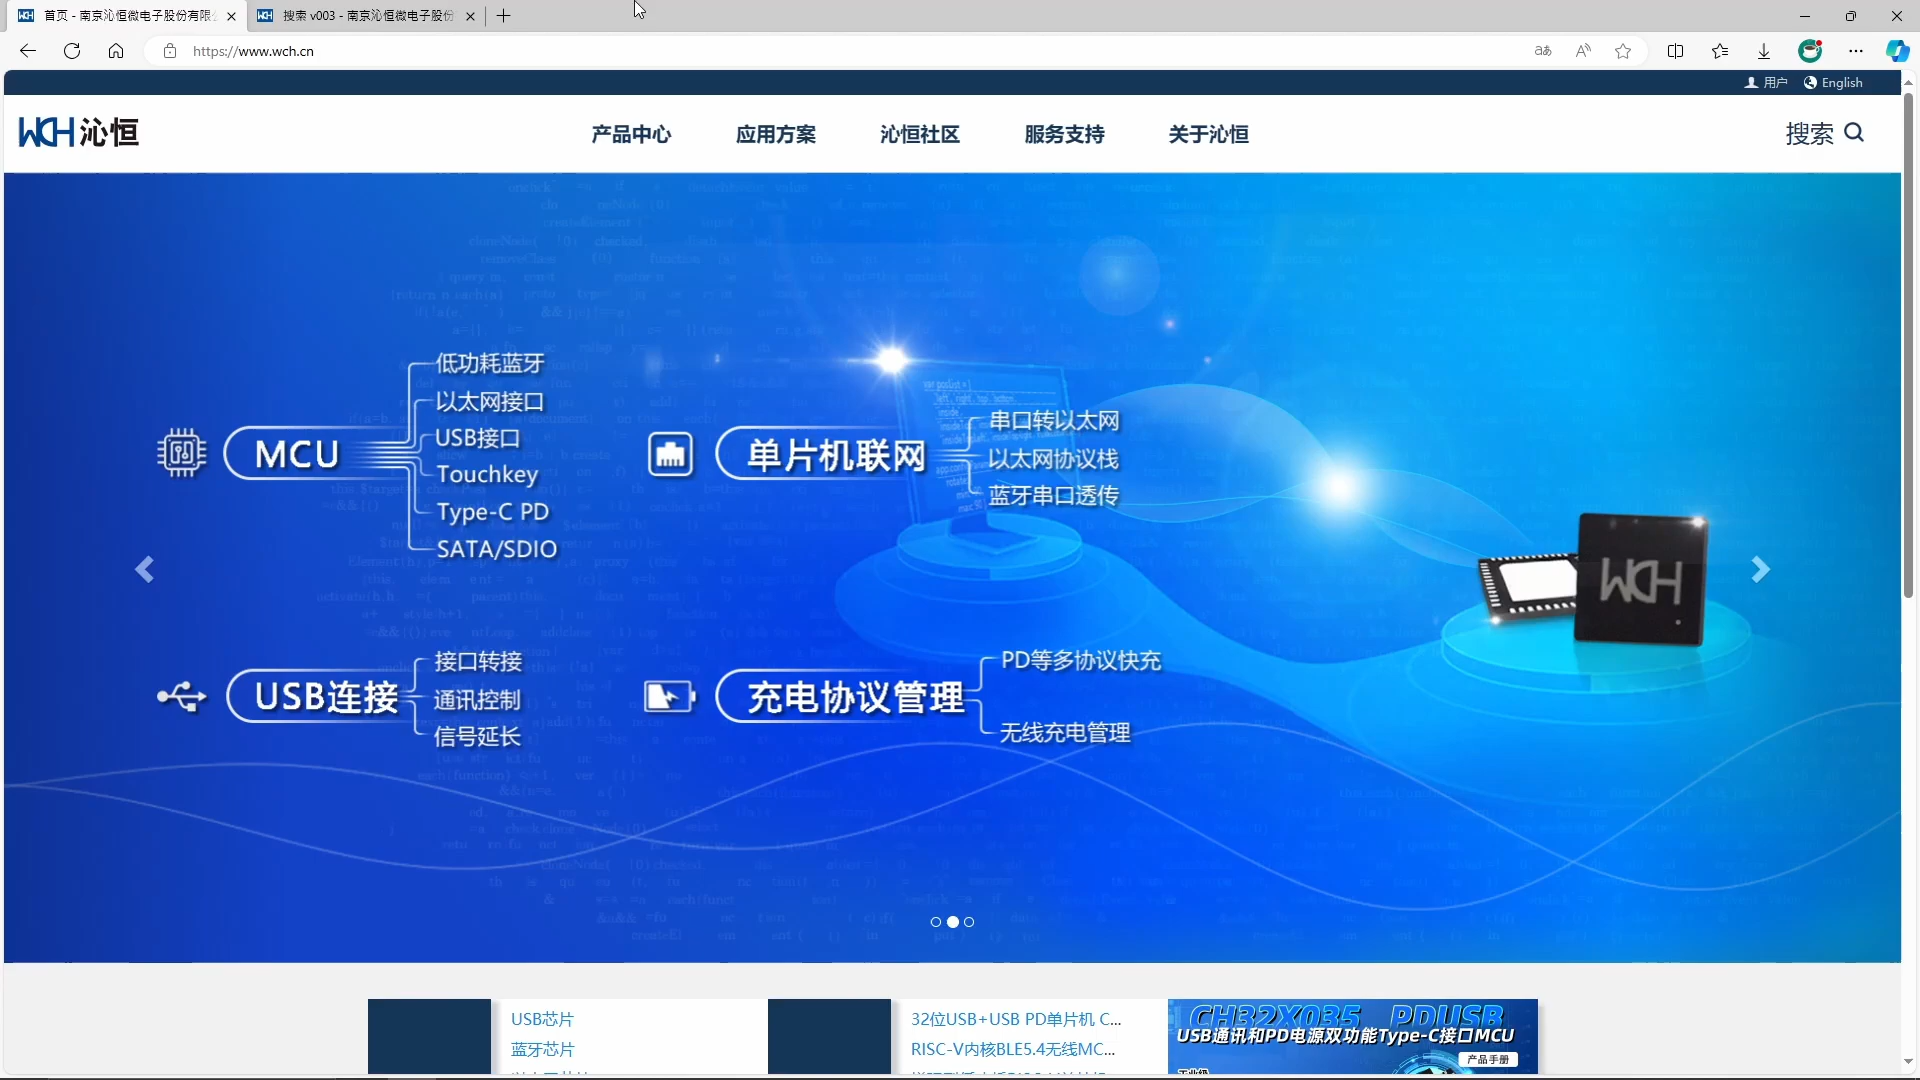 首页 - 南京沁恒微电子股份有限
搜索 v003 - 南京沁恒微电子股份
https://www.wch.cn
用户
English
WCH 沁恒
产品中心
应用方案
沁恒社区
服务支持
关于沁恒
搜索
MCU
低功耗蓝牙
以太网接口
USB接口
Touchkey
Type-C PD
SATA/SDIO
单片机联网
串口转以太网
以太网协议栈
蓝牙串口透传
WCH
USB连接
接口转接
通讯控制
信号延长
充电协议管理
PD等多协议快充
无线充电管理
USB芯片
蓝牙芯片
32位USB+USB PD单片机 C...
RISC-V内核BLE5.4无线MC...
CH32X035 PDUSB
USB通讯和PD电源双功能Type-C接口MCU
产品手册